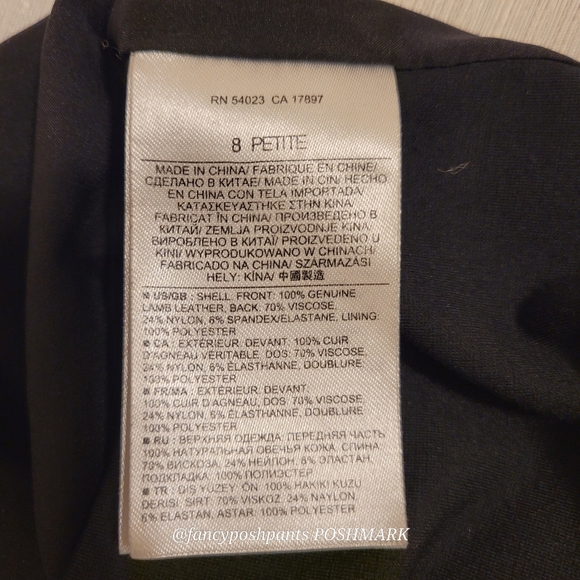 RN 54023 CA 17897
8 PETITE
MADE IN CHINA/ FABRIQUE EN CHINE/
СДЕЛАНО В КИТАЕ/ MADE IN CIN/ HECHO
EN CHINA CON TELA IMPORTADA/
ΚΑΤΑΣΚΕΥΑΣΤΗΚΕ ΣΤΗΝ ΚΙΝΑ/
FABRICAT ÎN CHINA/ ПРОИЗВЕДЕНО В
КИТАЙ/ ZEMLJA PROIZVODNJE KINA/
ВИРОБЛЕНО В КИТАЇ/ PROIZVEDENO U
KINI/ WYPRODUKOWANO W CHINACH/
FABRICADO NA CHINA/ SZÁRMAZÁSI
HELY: KÍNA/ 中國製造
US/GB : SHELL: FRONT: 100% GENUINE
LAMB LEATHER, BACK: 70% VISCOSE,
24% NYLON, 6% SPANDEX/ELASTANE, LINING:
100% POLYESTER
CA : EXTÉRIEUR: DEVANT: 100% CUIR
D'AGNEAU VÉRITABLE, DOS: 70% VISCOSE,
24% NYLON, 6% ÉLASTHANNE, DOUBLURE:
100% POLYESTER
FR/MA : EXTÉRIEUR: DEVANT:
100% CUIR D'AGNEAU, DOS: 70% VISCOSE,
24% NYLON, 6% ÉLASTHANNE, DOUBLURE:
100% POLYESTER
RU : ВЕРХНЯЯ ОДЕЖДА: ПЕРЕДНЯЯ ЧАСТЬ:
100% НАТУРАЛЬНАЯ ОВЕЧЬЯ КОЖА, СПИНА:
70% ВИСКОЗА, 24% НЕЙЛОН, 6% ЭЛАСТАН,
ПОДКЛАДКА: 100% ПОЛИЭСТЕР
TR : DIŞ YÜZEY: ÖN: 100% HAKİKİ KUZU
DERİSİ, SIRT: 70% VİSKOZ, 24% NAYLON,
6% ELASTAN, ASTAR: 100% POLYESTER
@fancyposhpants POSHMARK